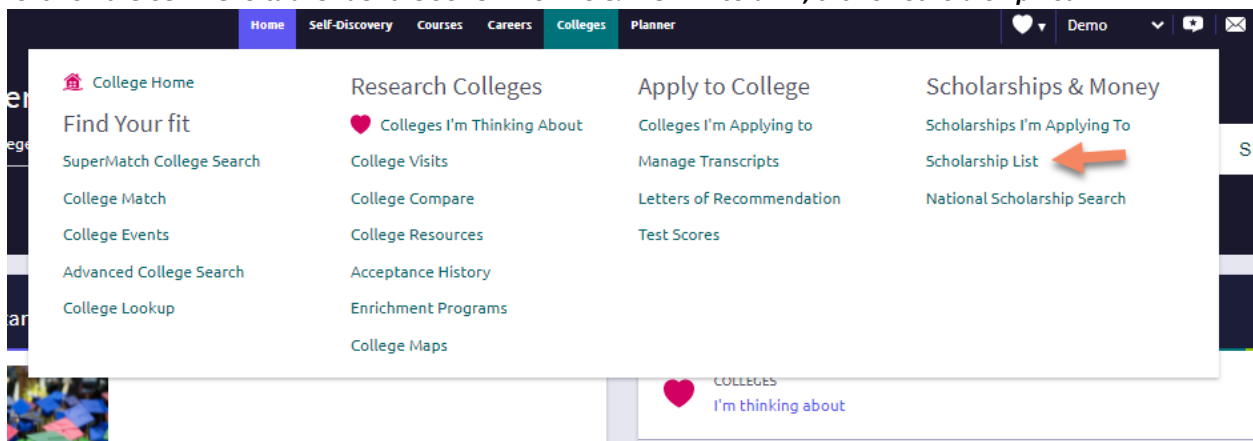 Home Self-Discovery Courses Careers Colleges Planner Demo
College Home
Find Your fit
SuperMatch College Search
College Match
College Events
Advanced College Search
College Lookup
Research Colleges
Colleges I'm Thinking About
College Visits
College Compare
College Resources
Acceptance History
Enrichment Programs
College Maps
Apply to College
Colleges I'm Applying to
Manage Transcripts
Letters of Recommendation
Test Scores
Scholarships & Money
Scholarships I'm Applying To
Scholarship List
National Scholarship Search
COLLEGES
I'm thinking about